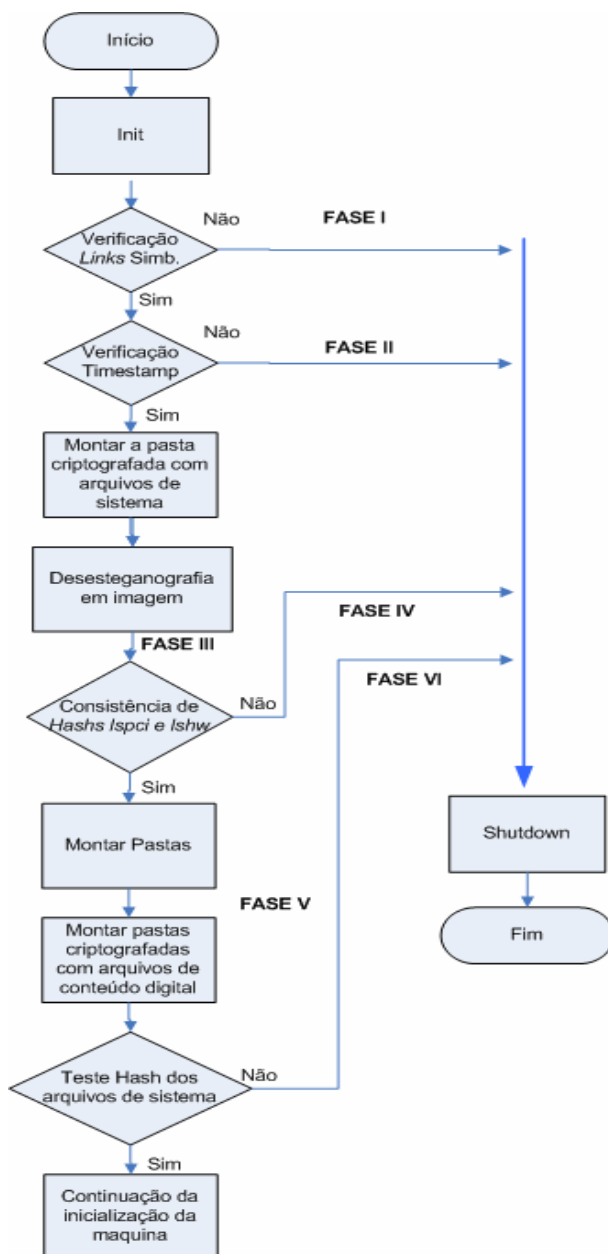 Início
Init
Não
FASE I
Verificação
Links Simb.
Sim
Não
FASE II
Verificação
Timestamp
Sim
Montar a pasta
criptografada com
arquivos de
sistema
Desesteganografia
em imagem
FASE IV
FASE III
FASE VI
Consistência de
Hashs lspci e lshw
Não
Sim
Montar Pastas
Shutdown
FASE V
Montar pastas
criptografadas
com arquivos de
conteúdo digital
Fim
Teste Hash dos
arquivos de sistema
Não
Sim
Continuação da
inicialização da
maquina